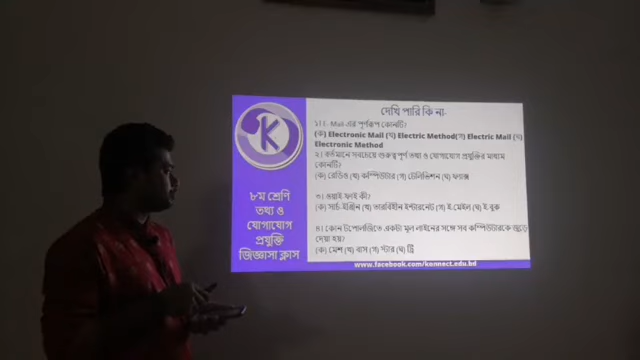 K
৮ম শ্রেণি
তথ্য ও
যোগাযোগ
প্রযুক্তি
জিজ্ঞাসা ক্লাস
দেখি পারি কি না-
১। E. Mail এর পূর্ণরূপ কোনটি?
(ক) Electronic Mail (খ) Electric Method(গ) Electric Mail (ঘ)
Electronic Method
২। বর্তমানে সবচেয়ে গুরুত্বপূর্ণ তথ্য ও যোগাযোগ প্রযুক্তির মাধ্যম
কোনটি?
(ক) রেডিও (খ) কম্পিউটার (গ) টেলিভিশন (ঘ) ফ্যাক্স
৩। ওয়াই-ফাই কী?
(ক) সার্চ-ইঞ্জিন (খ) তারবিহীন ইন্টারনেট (গ) ই-মেইল (ঘ) ই-বুক
৪। কোন টপোলজিতে একটা মূল লাইনের সঙ্গে সব কম্পিউটারকে জুড়ে
দেয়া হয়?
(ক) মেশ (খ) বাস (গ) স্টার (ঘ) ট্রি
www.facebook.com/konnect.edu.bd